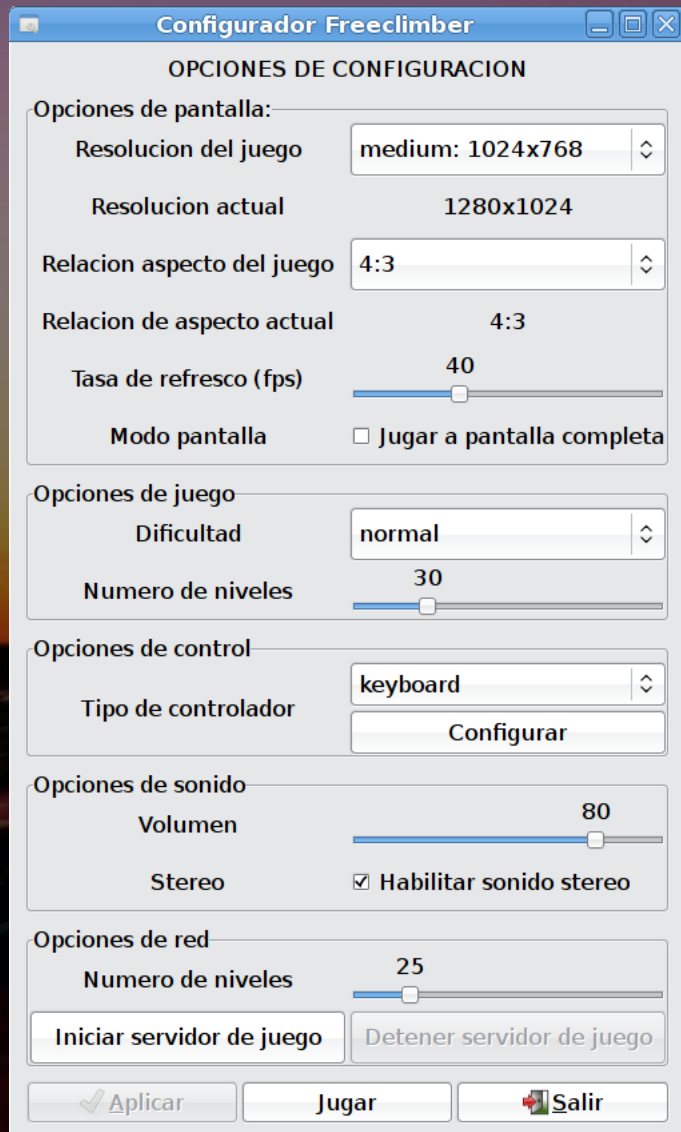 Configurador Freeclimber
OPCIONES DE CONFIGURACION
Opciones de pantalla:
Resolucion del juego medium: 1024x768
Resolucion actual 1280x1024
Relacion aspecto del juego 4:3
Relacion de aspecto actual 4:3
40
Tasa de refresco (fps)
Modo pantalla Jugar a pantalla completa
Opciones de juego
Dificultad normal
30
Numero de niveles
Opciones de control
keyboard
Tipo de controlador
Configurar
Opciones de sonido
80
Volumen
Stereo Habilitar sonido stereo
Opciones de red
25
Numero de niveles
Iniciar servidor de juego Detener servidor de juego
Aplicar Jugar Salir